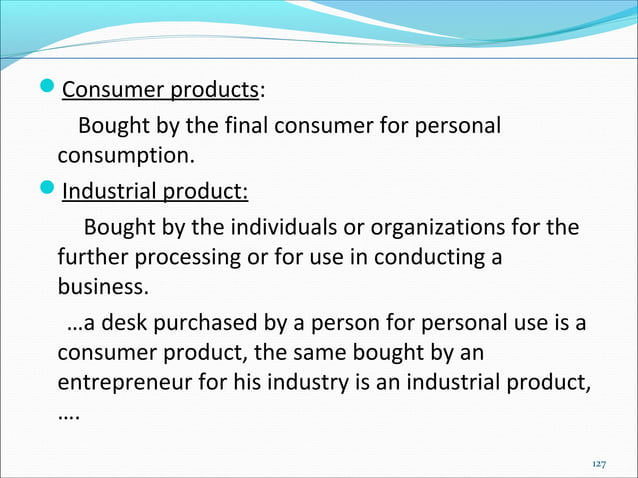 Consumer products:
Bought by the final consumer for personal
consumption.
Industrial product:
Bought by the individuals or organizations for the
further processing or for use in conducting a
business.
…a desk purchased by a person for personal use is a
consumer product, the same bought by an
entrepreneur for his industry is an industrial product,
….
127